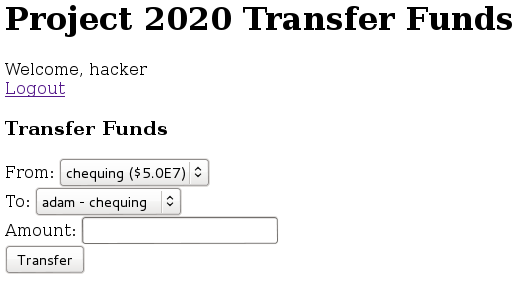 Project 2020 Transfer Funds
Welcome, hacker
Logout
Transfer Funds
From: chequing ($5.0E7)
To: adam - chequing
Amount:
Transfer